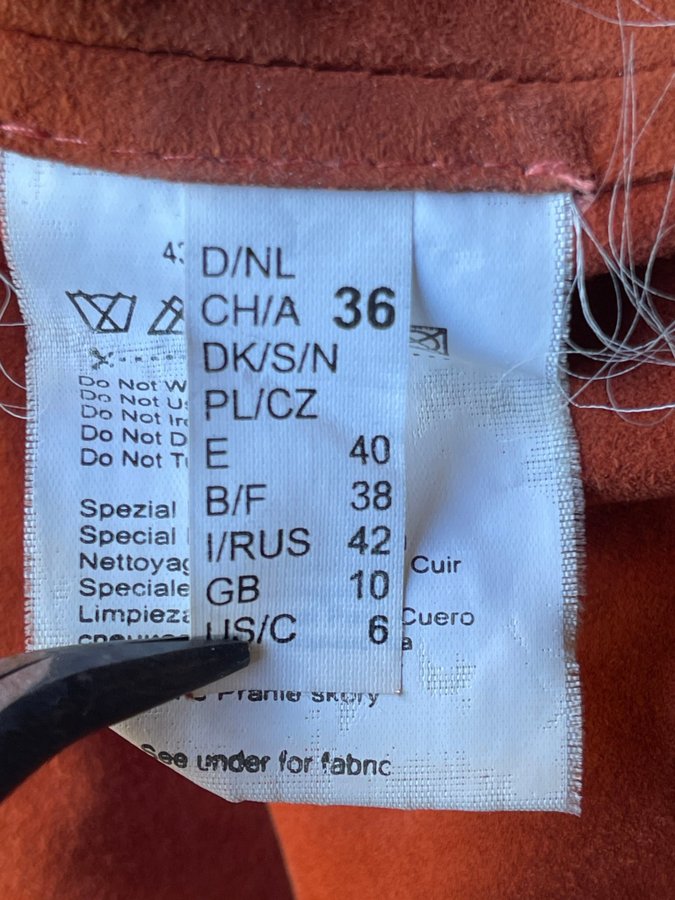 D/NL
CH/A 36
DK/S/N
PL/CZ
E 40
B/F 38
I/RUS 42
GB 10
US/C 6
43
Do Not W
Do Not Us
Do Not Iro
Do Not D
Do Not
Spezial
Special
Nettoyag Cuir
Speciale
Limpieza Cuero
a
Pranie skóry
See under for fabric